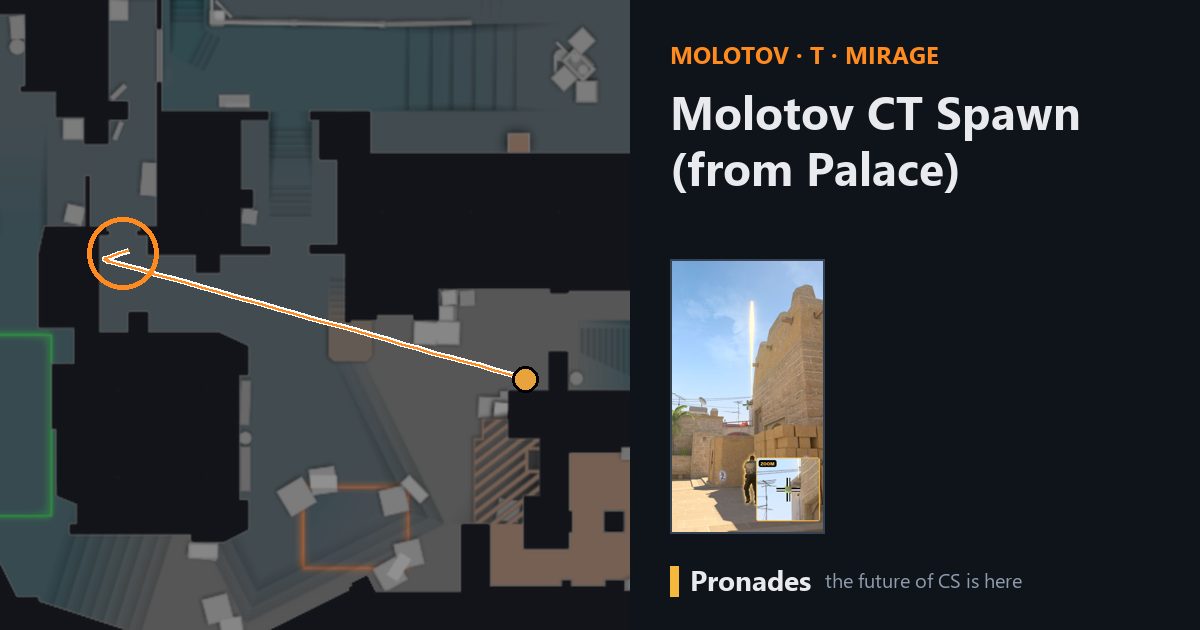 MOLOTOV · T · MIRAGE
Molotov CT Spawn
(from Palace)
ZOOM
Pronades the future of CS is here